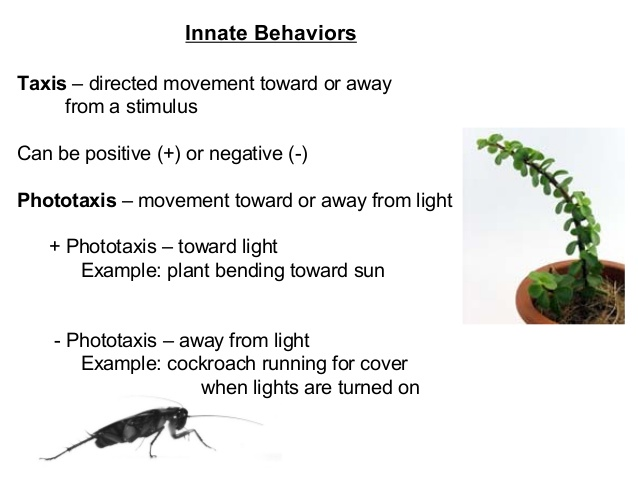 Innate Behaviors
Taxis – directed movement toward or away
from a stimulus
Can be positive (+) or negative (-)
Phototaxis – movement toward or away from light
+ Phototaxis – toward light
Example: plant bending toward sun
- Phototaxis – away from light
Example: cockroach running for cover
when lights are turned on